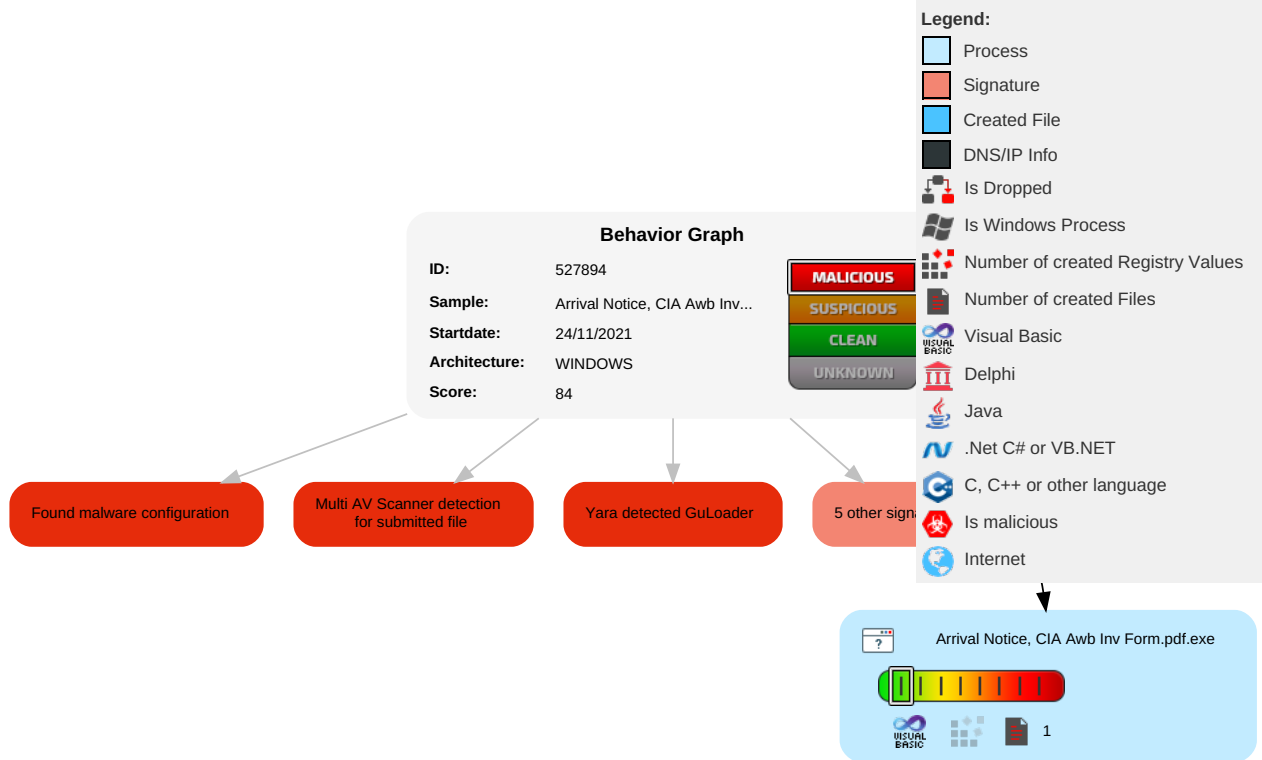 Legend:
Process
Signature
Created File
DNS/IP Info
Is Dropped
Is Windows Process
Number of created Registry Values
Number of created Files
VISUAL
BASIC
Visual Basic
Delphi
Java
.Net C# or VB.NET
C, C++ or other language
Is malicious
Internet
Behavior Graph
ID: 527894
Sample: Arrival Notice, CIA Awb Inv...
Startdate: 24/11/2021
Architecture: WINDOWS
Score: 84
MALICIOUS
SUSPICIOUS
CLEAN
UNKNOWN
Found malware configuration
Multi AV Scanner detection
for submitted file
Yara detected GuLoader
5 other
Arrival Notice, CIA Awb Inv Form.pdf.exe
?
VISUAL
BASIC
1